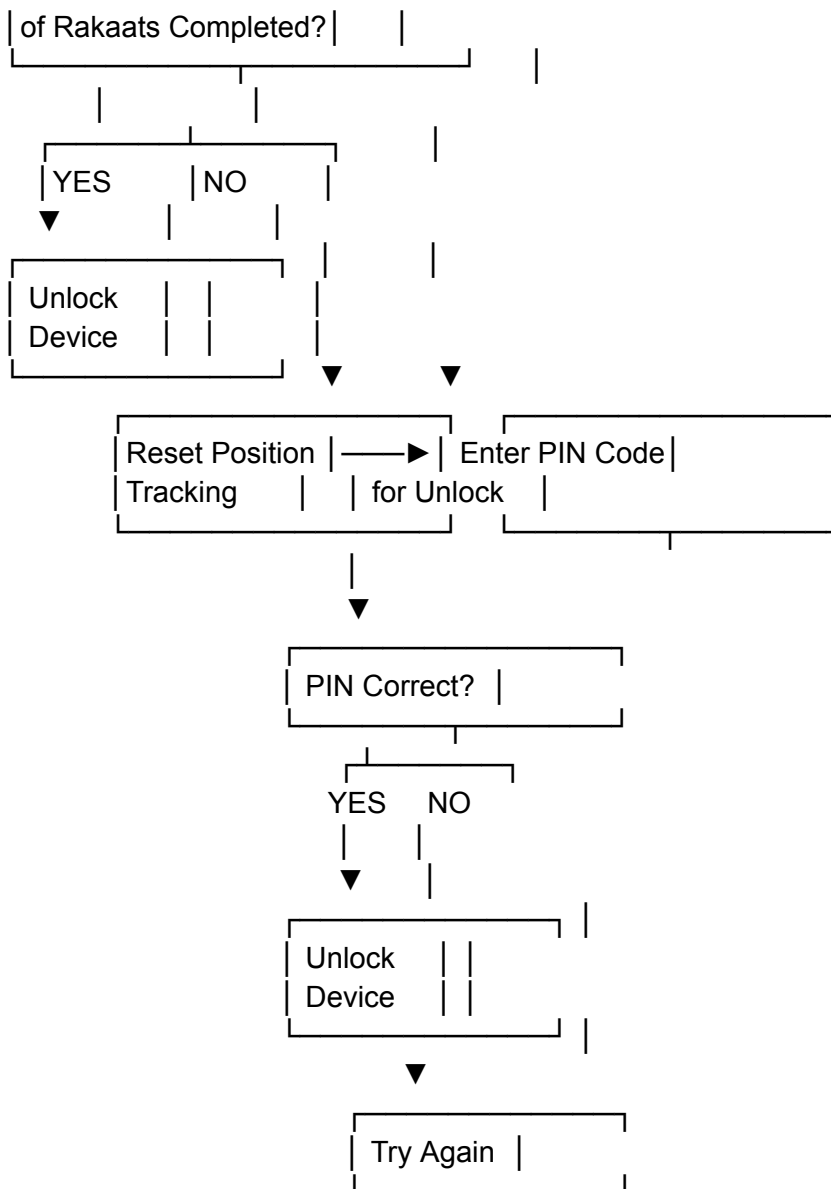 of Rakaats Completed?
YES NO
Unlock
Device
Reset Position Enter PIN Code
Tracking for Unlock
PIN Correct?
YES NO
Unlock
Device
Try Again